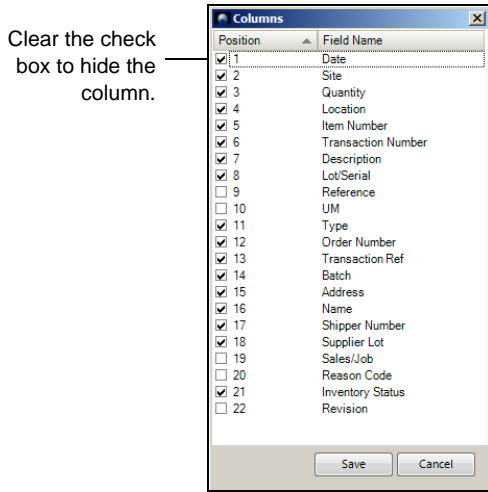 Clear the check
box to hide the
column.
Columns
Position Field Name
1 Date
2 Site
3 Quantity
4 Location
5 Item Number
6 Transaction Number
7 Description
8 Lot/Serial
9 Reference
10 UM
11 Type
12 Order Number
13 Transaction Ref
14 Batch
15 Address
16 Name
17 Shipper Number
18 Supplier Lot
19 Sales/Job
20 Reason Code
21 Inventory Status
22 Revision
Save Cancel